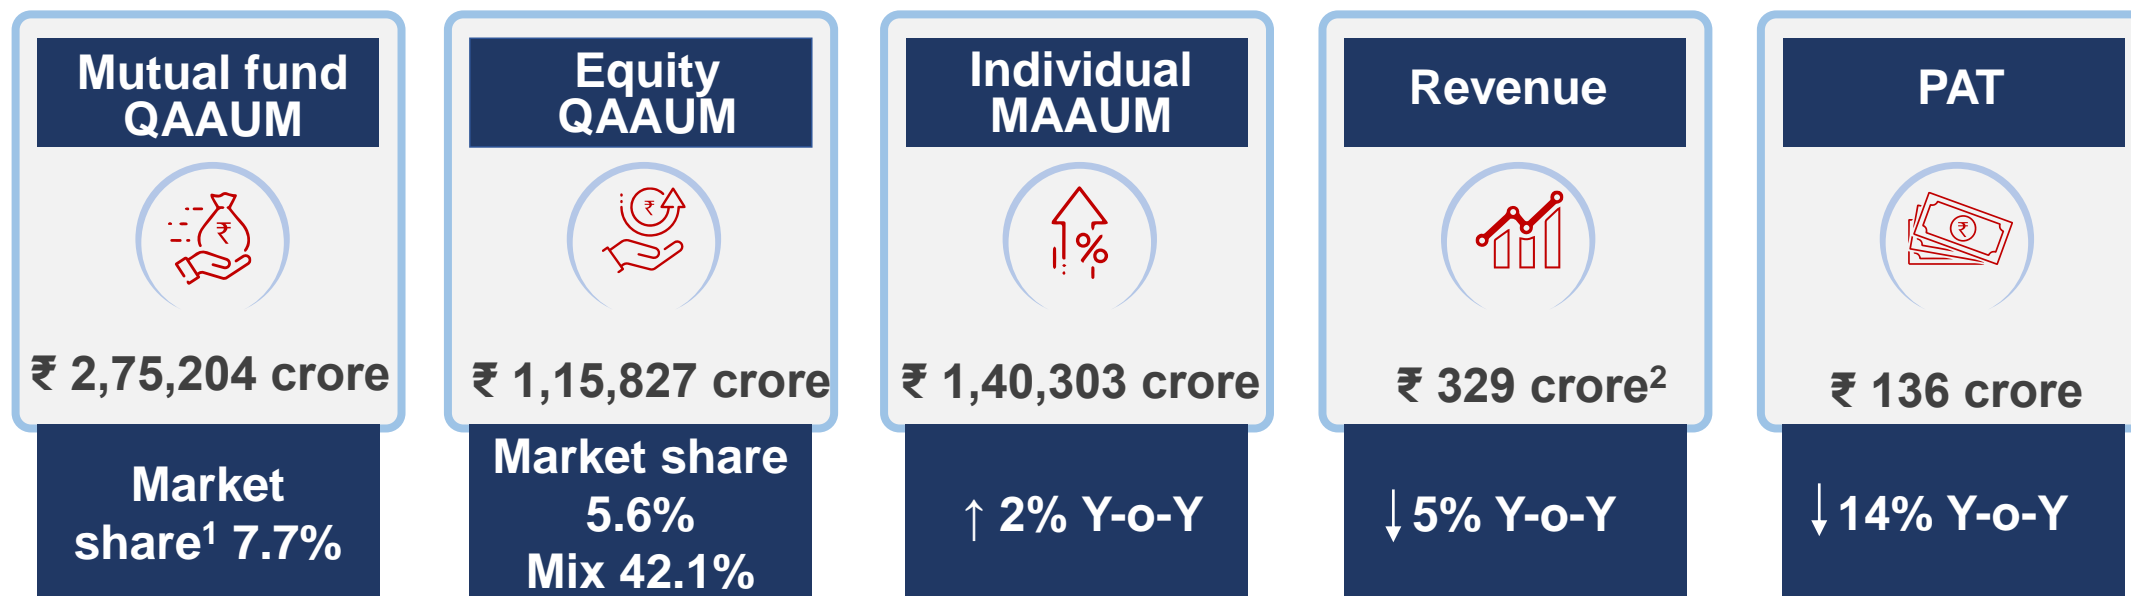 Mutual fund
QAAUM
₹
₹ 2,75,204 crore
Market
share¹ 7.7%
Equity
QAAUM
₹
₹ 1,15,827 crore
Market share
5.6%
Mix 42.1%
Individual
MAAUM
%
₹ 1,40,303 crore
↑ 2% Y-o-Y
Revenue
₹ 329 crore²
↓ 5% Y-o-Y
PAT
₹
₹ 136 crore
↓ 14% Y-o-Y